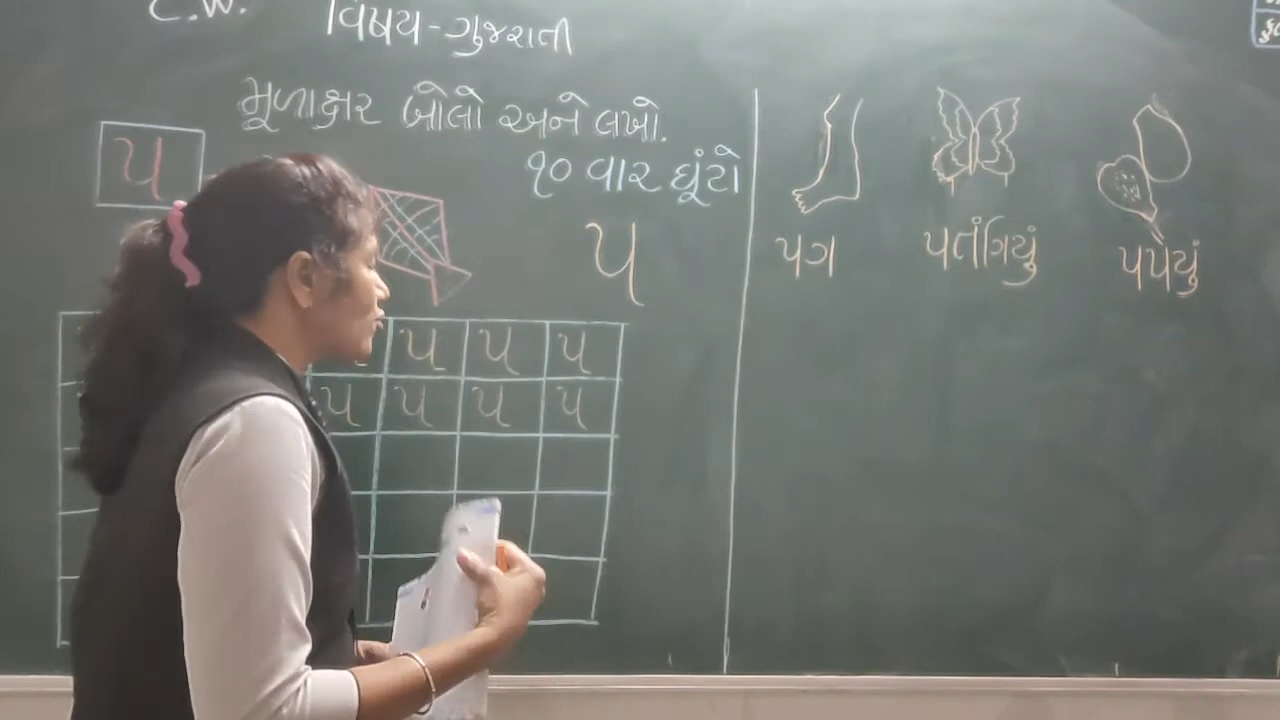 C.W.
વિષય-ગુજરાતી
મૂળાક્ષર બોલો અને લખો.
પ
૧૦ વાર ઘૂંટો
પ
પગ
પતંગિયું
પપૈયું
પ પ પ
પ પ પ પ